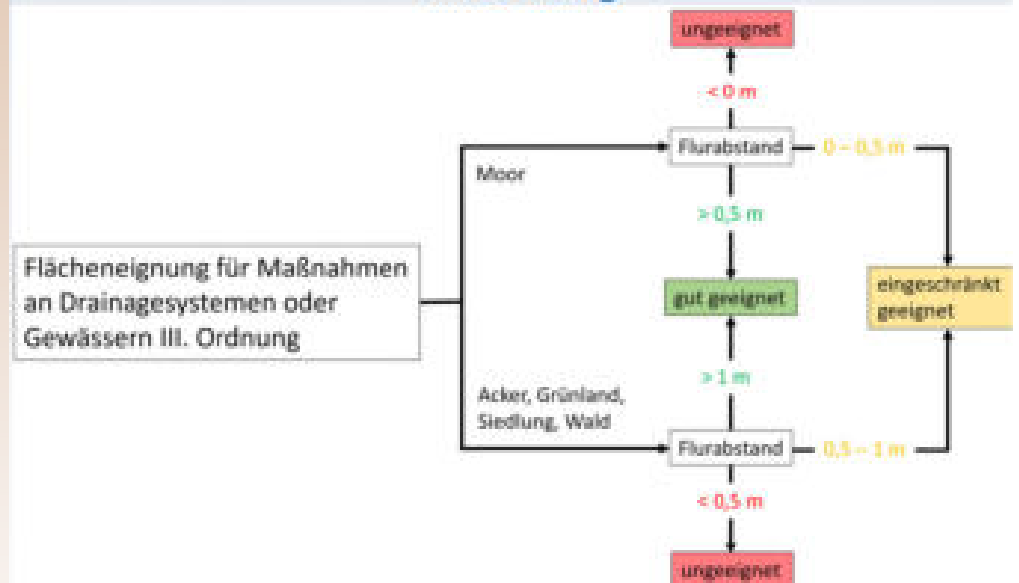 ungeeignet
< 0 m
Flurabstand
0 – 0,5 m
Moor
> 0,5 m
Flächeneignung für Maßnahmen
an Drainagesystemen oder
Gewässern III. Ordnung
gut geeignet
eingeschränkt
geeignet
> 1 m
Acker, Grünland,
Siedlung, Wald
Flurabstand
0,5 – 1 m
< 0,5 m
ungeeignet